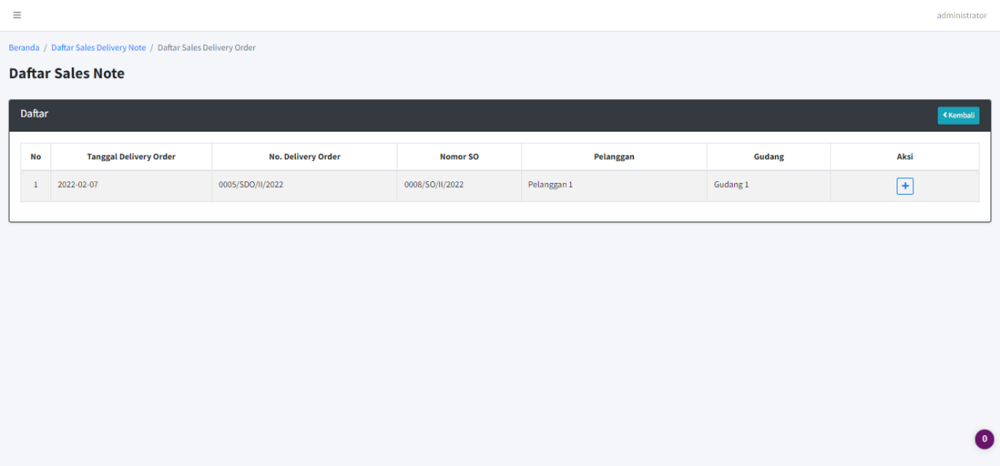 administrator
Beranda / Daftar Sales Delivery Note / Daftar Sales Delivery Order
Daftar Sales Note
Daftar Kembali
No Tanggal Delivery Order No. Delivery Order Nomor SO Pelanggan Gudang Aksi
1 2022-02-07 0005/SDO/II/2022 0008/SO/II/2022 Pelanggan 1 Gudang 1 +
0